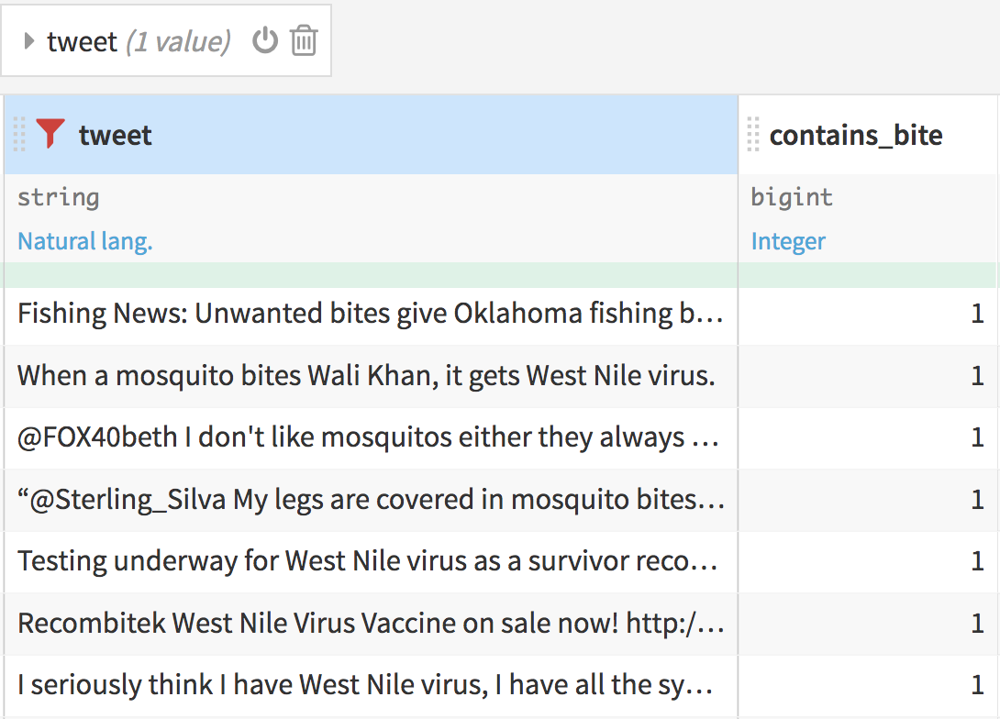 tweet (1 value)
tweet contains_bite
string bigint
Natural lang. Integer
Fishing News: Unwanted bites give Oklahoma fishing b… 1
When a mosquito bites Wali Khan, it gets West Nile virus. 1
@FOX40beth I don't like mosquitos either they always … 1
“@Sterling_Silva My legs are covered in mosquito bites… 1
Testing underway for West Nile virus as a survivor reco… 1
Recombitek West Nile Virus Vaccine on sale now! http:/… 1
I seriously think I have West Nile virus, I have all the sy… 1